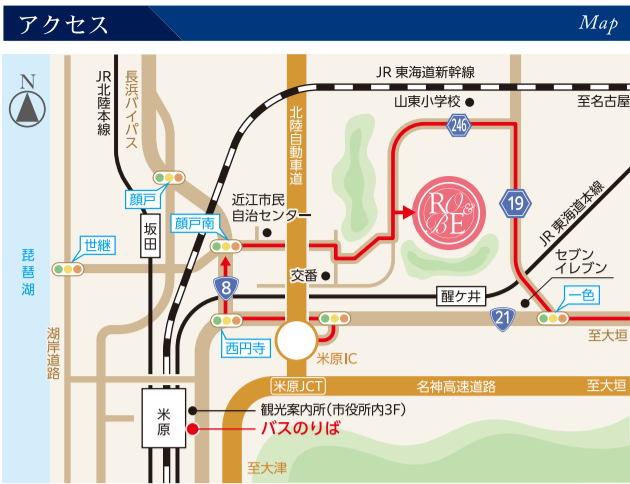 アクセス
Map
N
JR北陸本線
長浜バイパス
北陸自動車道
JR 東海道新幹線
山東小学校
至名古屋
246
19
顔戸
坂田
顔戸南
近江市民
自治センター
RC&BE
JR 東海道本線
世継
琵琶湖
交番
セブン
イレブン
8
醒ケ井
一色
21
西円寺
至大垣
湖岸道路
米原IC
米原JCT
名神高速道路
至大垣
米原
観光案内所(市役所内3F)
バスのりば
至大津